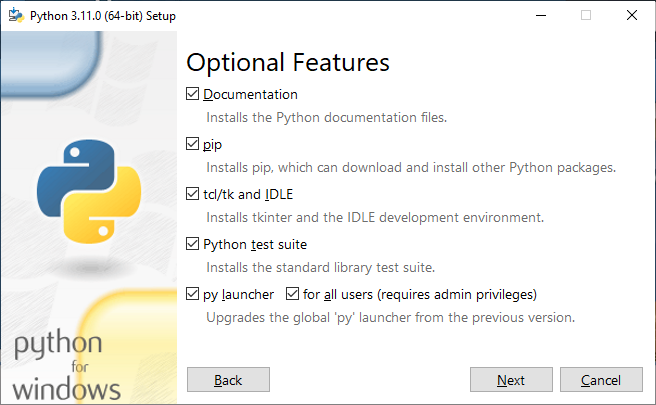 Python 3.11.0 (64-bit) Setup
Optional Features
Documentation
Installs the Python documentation files.
pip
Installs pip, which can download and install other Python packages.
tcl/tk and IDLE
Installs tkinter and the IDLE development environment.
Python test suite
Installs the standard library test suite.
py launcher for all users (requires admin privileges)
Upgrades the global 'py' launcher from the previous version.
python
for
windows
Back Next Cancel